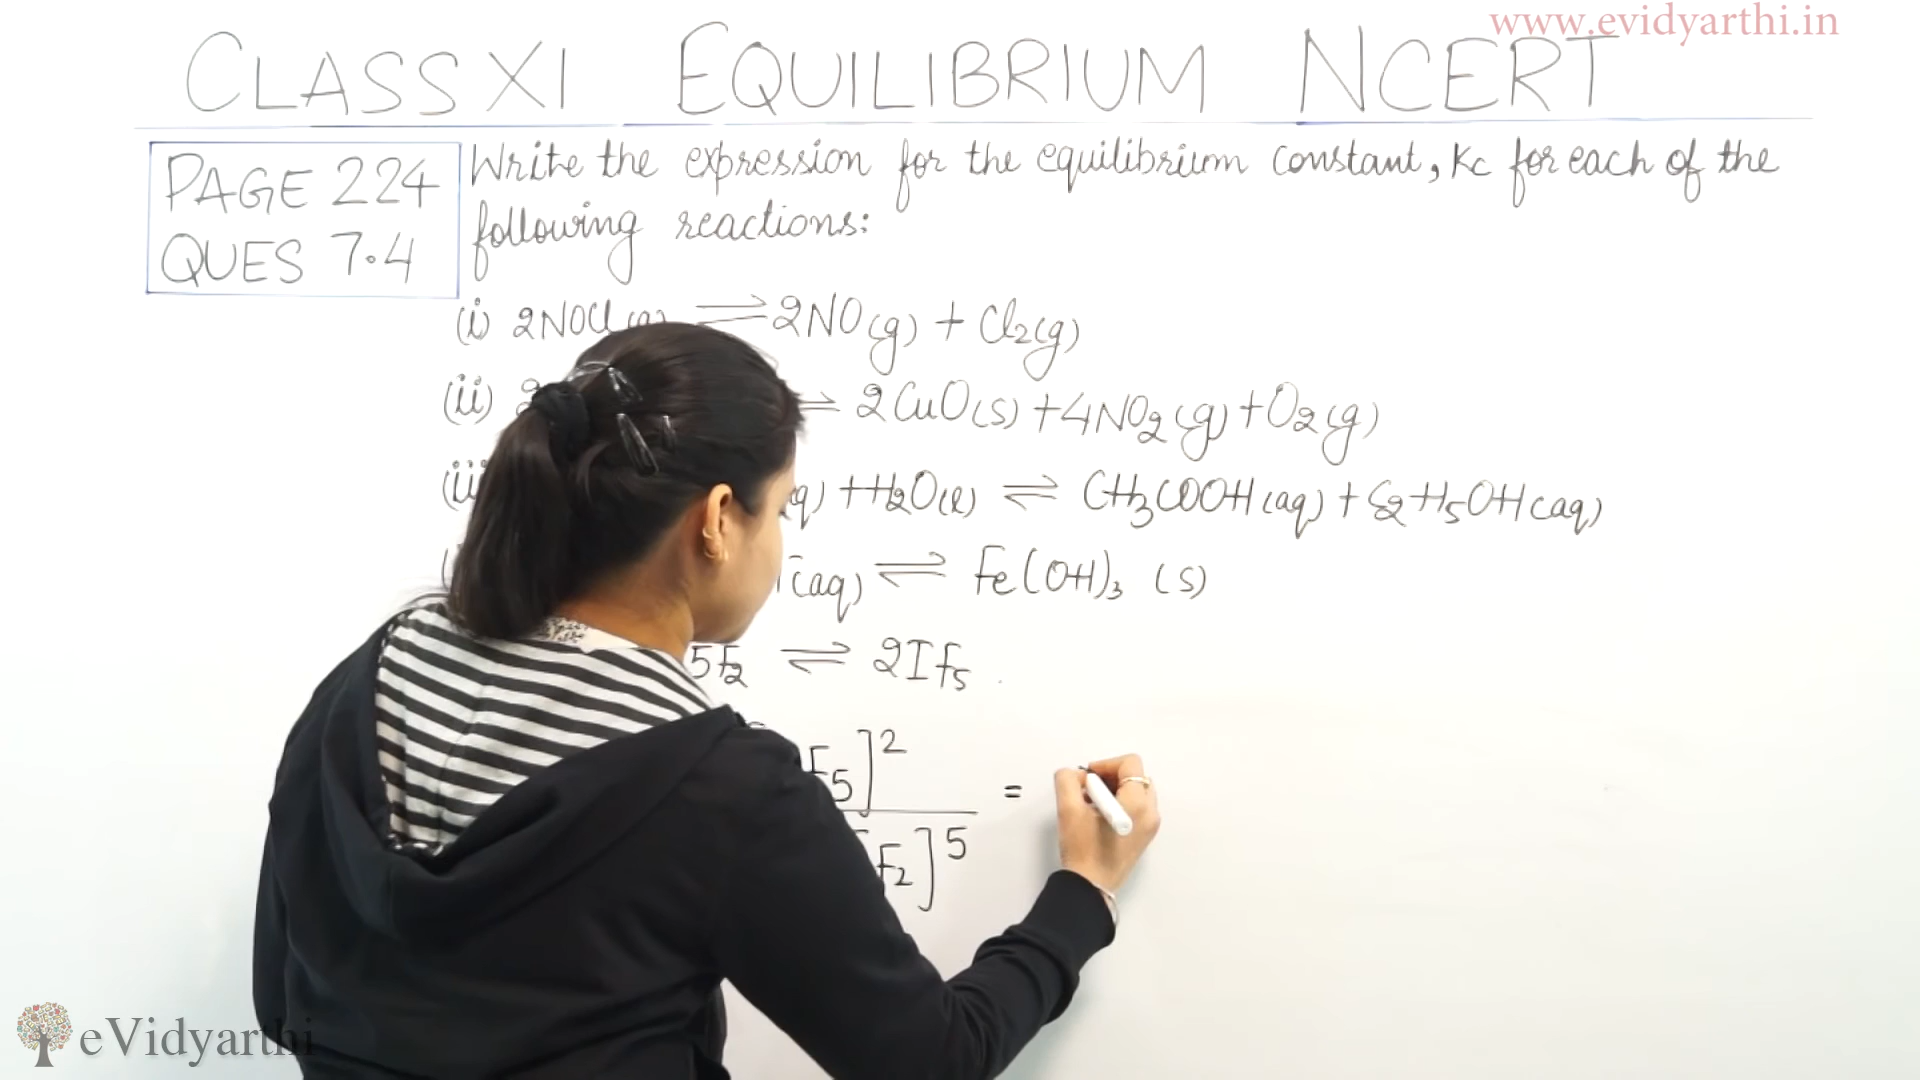 www.evidyarthi.in
CLASS XI EQUILIBRIUM NCERT
PAGE 224
QUES 7.4
Write the expression for the equilibrium constant, Kc for each of the
following reactions:
(i) 2NOCl (g) ⇌ 2NO(g) + Cl2(g)
(ii) 2 ⇌ 2CuO(s) + 4NO2(g) + O2(g)
(iii q) + H2O(l) ⇌ CH3COOH(aq) + C2H5OH(aq)
(aq) ⇌ Fe(OH)3 (s)
5F2 ⇌ 2IF5
F5]² =
F2]⁵
eVidyarthi